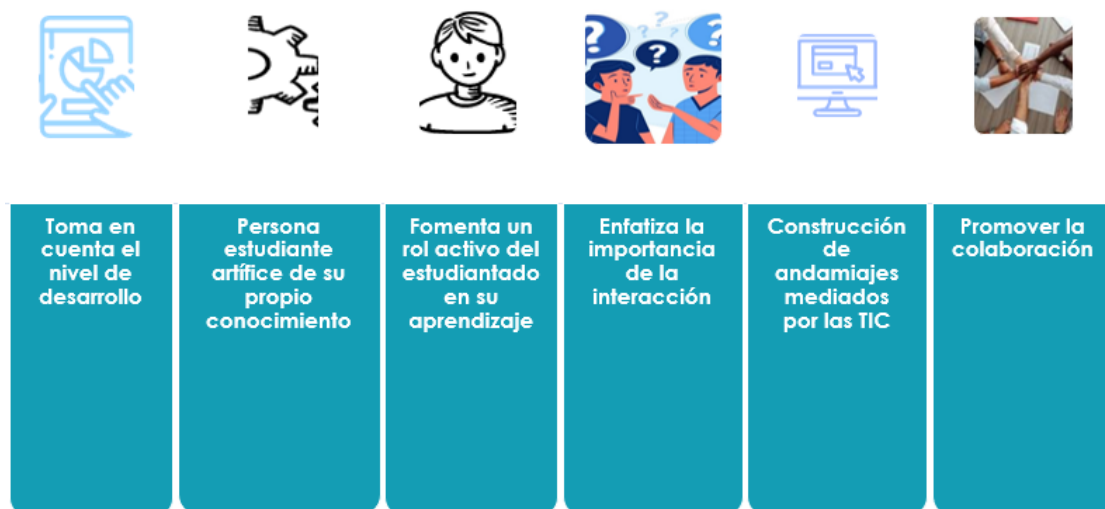 Toma en
cuenta el
nivel de
desarrollo
Persona
estudiante
artífice de su
propio
conocimiento
Fomenta un
rol activo del
estudiantado
en su
aprendizaje
Enfatiza la
importancia
de la
interacción
Construcción
de
andamiajes
mediados
por las TIC
Promover la
colaboración